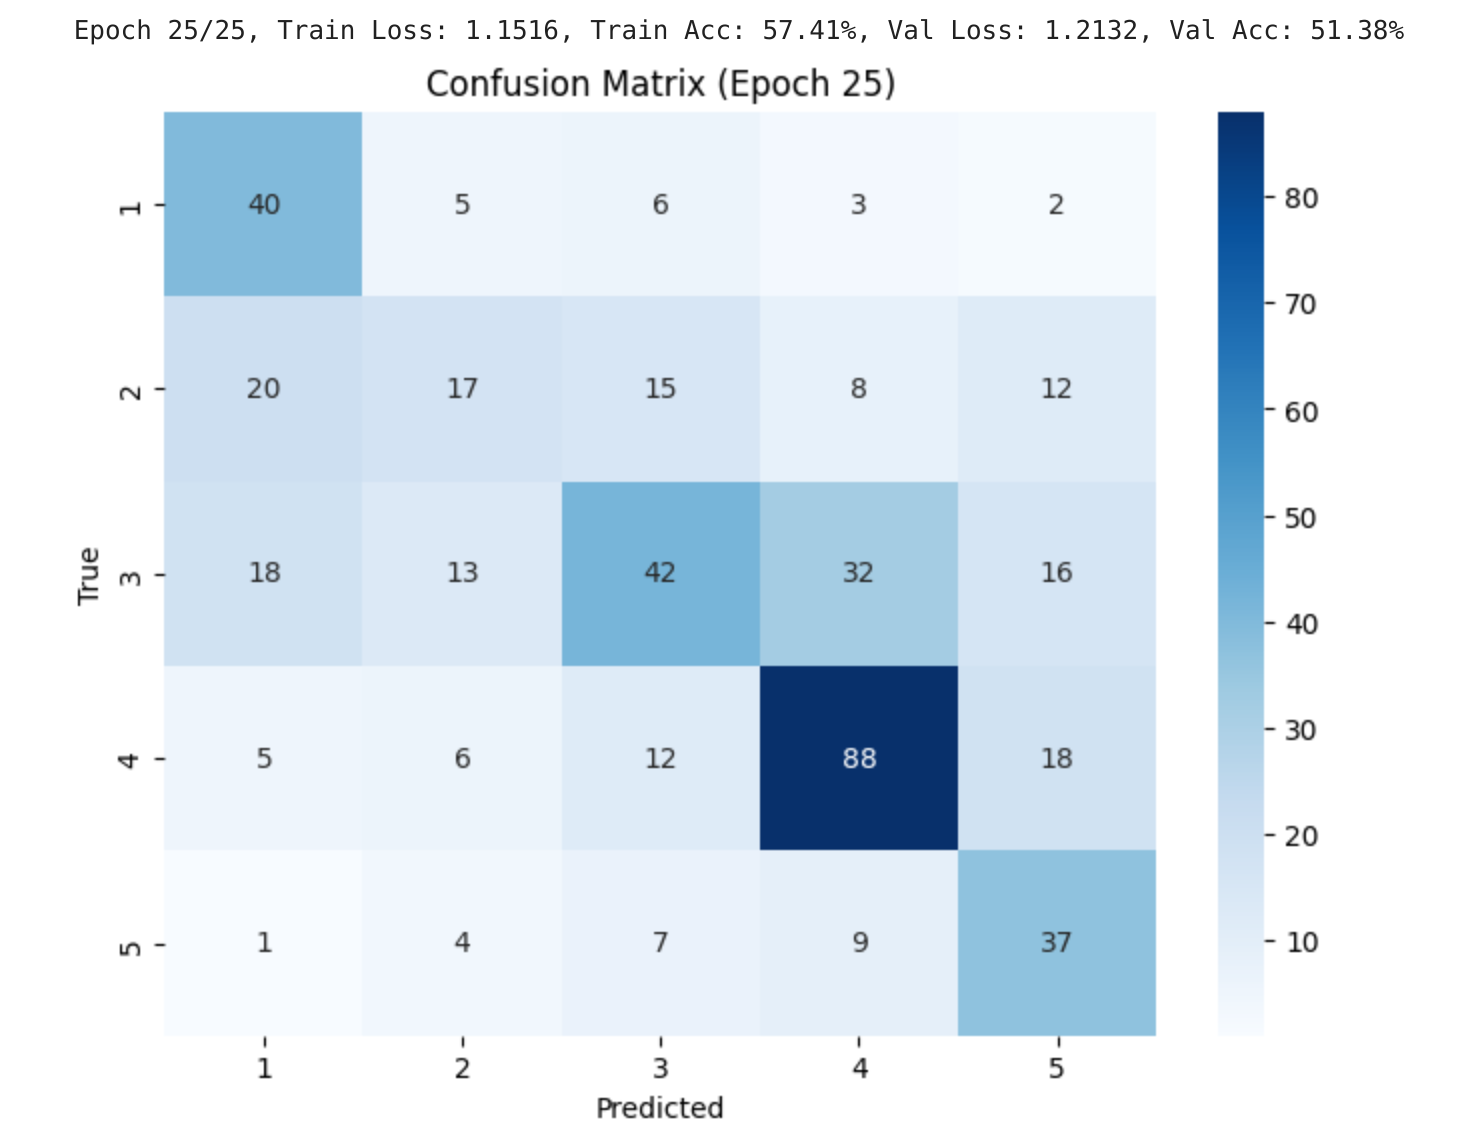 Epoch 25/25, Train Loss: 1.1516, Train Acc: 57.41%, Val Loss: 1.2132, Val Acc: 51.38%
Confusion Matrix (Epoch 25)
1 40 5 6 3 2
2 20 17 15 8 12
3 18 13 42 32 16
4 5 6 12 88 18
5 1 4 7 9 37
1 2 3 4 5
Predicted
True
80
70
60
50
40
30
20
10